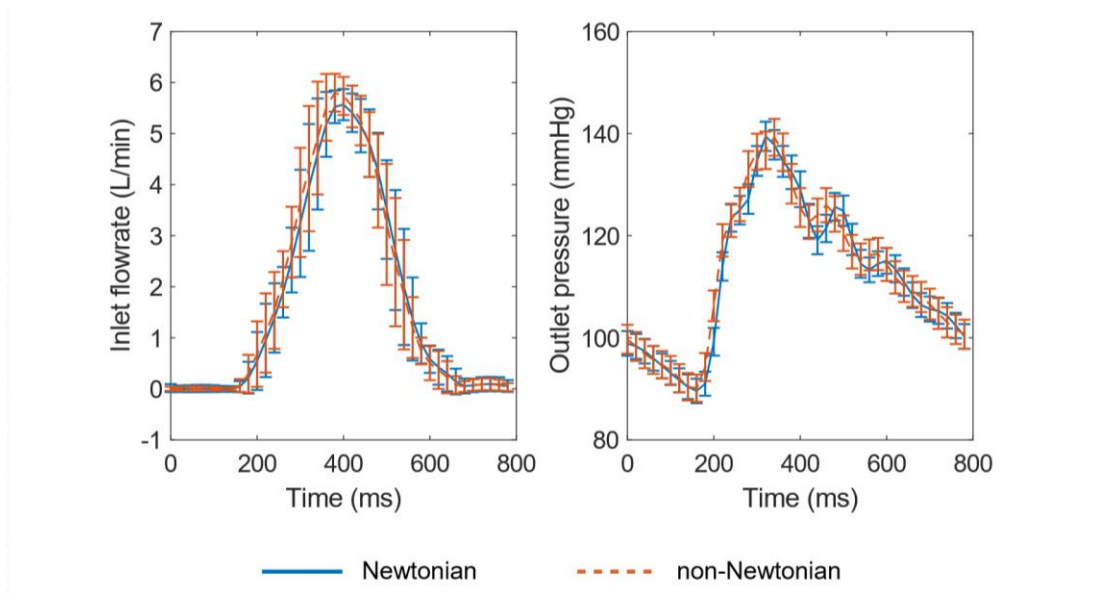 7
6
5
4
3
2
1
0
-1
Inlet flowrate (L/min)
0 200 400 600 800
Time (ms)
160
140
120
100
80
Outlet pressure (mmHg)
0 200 400 600 800
Time (ms)
Newtonian
non-Newtonian